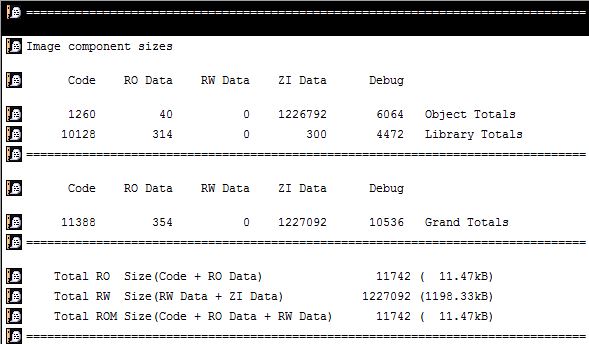 ==============================================================================
Image component sizes
Code RO Data RW Data ZI Data Debug
1260 40 0 1226792 6064 Object Totals
10128 314 0 300 4472 Library Totals
==============================================================================
Code RO Data RW Data ZI Data Debug
11388 354 0 1227092 10536 Grand Totals
==============================================================================
Total RO Size(Code + RO Data) 11742 ( 11.47kB)
Total RW Size(RW Data + ZI Data) 1227092 (1198.33kB)
Total ROM Size(Code + RO Data + RW Data) 11742 ( 11.47kB)
==============================================================================